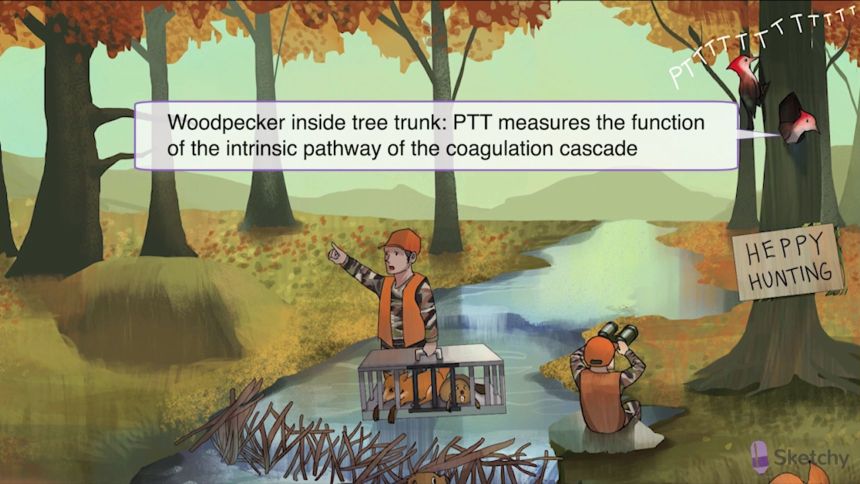 PTTTTTTTTTTTT
Woodpecker inside tree trunk: PTT measures the function
of the intrinsic pathway of the coagulation cascade
HEPPY
HUNTING
Sketchy